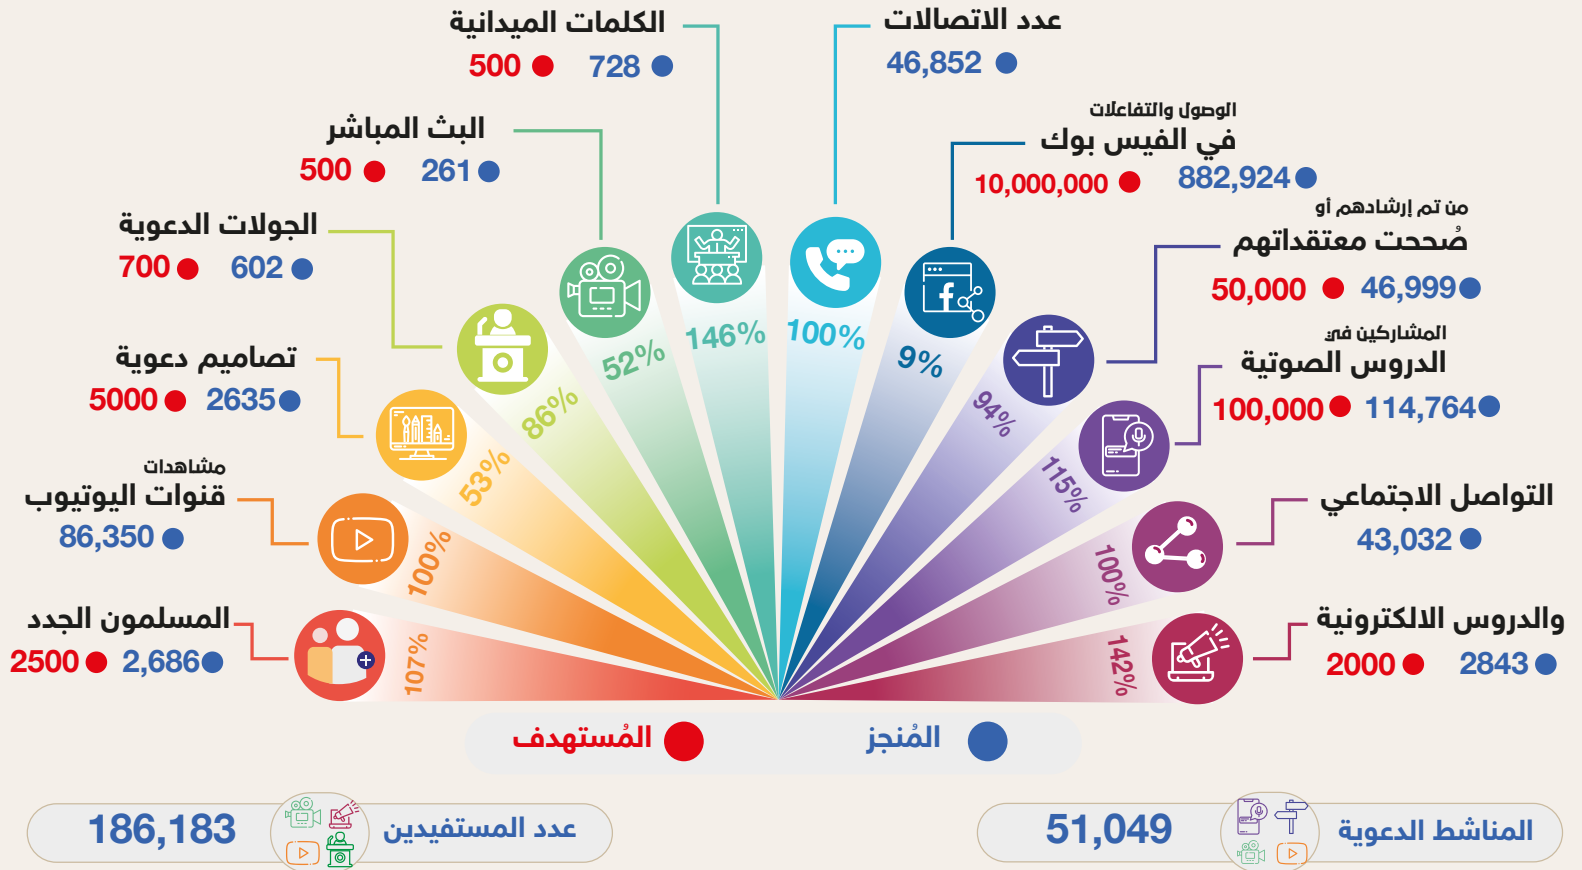 عدد الاتصالات
46,852
الوصول والتفاعلات
في الفيس بوك
882,924
10,000,000
من تم إرشادهم أو
صُححت معتقداتهم
46,999
50,000
المشاركين في
الدروس الصوتية
114,764
100,000
التواصل الاجتماعي
43,032
والدروس الالكترونية
2843
2000
الكلمات الميدانية
728
500
البث المباشر
261
500
الجولات الدعوية
602
700
تصاميم دعوية
2635
5000
مشاهدات
قنوات اليوتيوب
86,350
المسلمون الجدد
2,686
2500
142%
100%
115%
94%
9%
100%
146%
52%
86%
53%
100%
107%
المُنجز
المُستهدف
المناشط الدعوية
51,049
عدد المستفيدين
186,183